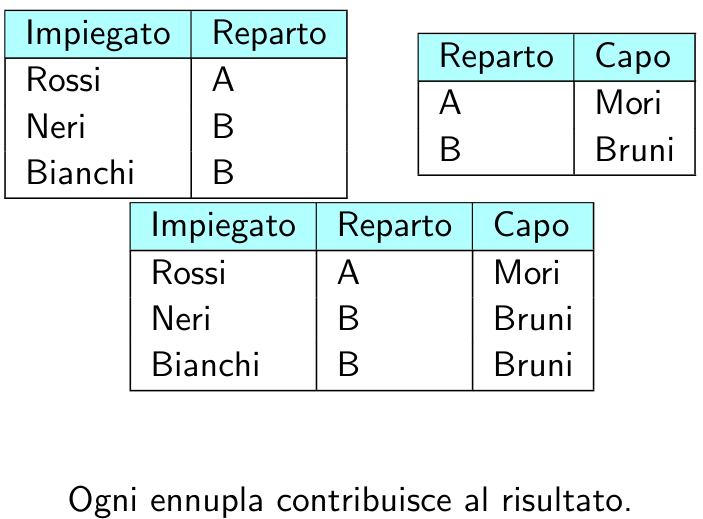 Impiegato Reparto
Rossi A
Neri B
Bianchi B
Reparto Capo
A Mori
B Bruni
Impiegato Reparto Capo
Rossi A Mori
Neri B Bruni
Bianchi B Bruni
Ogni ennupla contribuisce al risultato.